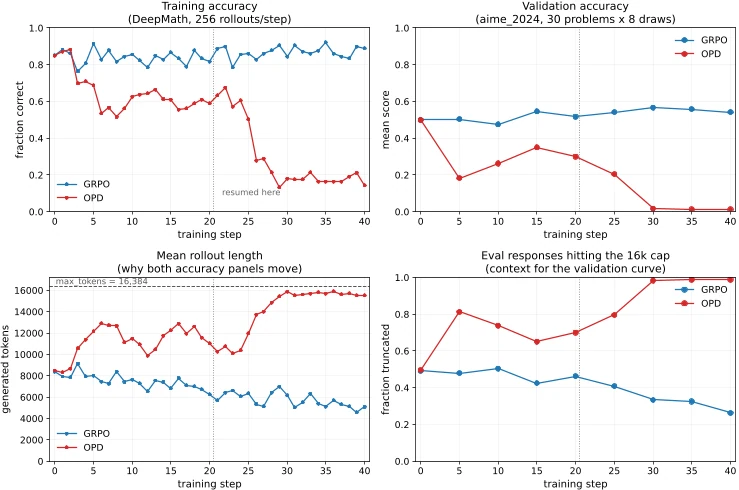 Training accuracy
(DeepMath, 256 rollouts/step)
1.0
0.8
0.6
0.4
0.2
0.0
fraction correct
GRPO
OPD
resumed here
0 5 10 15 20 25 30 35 40
training step
Validation accuracy
(aime_2024, 30 problems x 8 draws)
1.0
0.8
0.6
0.4
0.2
0.0
mean score
GRPO
OPD
0 5 10 15 20 25 30 35 40
training step
Mean rollout length
(why both accuracy panels move)
max_tokens = 16,384
16000
14000
12000
10000
8000
6000
4000
2000
0
generated tokens
GRPO
OPD
0 5 10 15 20 25 30 35 40
training step
Eval responses hitting the 16k cap
(context for the validation curve)
1.0
0.8
0.6
0.4
0.2
0.0
fraction truncated
GRPO
OPD
0 5 10 15 20 25 30 35 40
training step